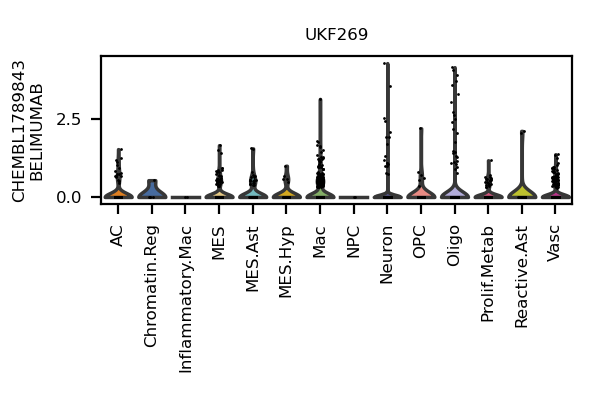 UKF269
CHEMBL1789843
BELIMUMAB
2.5
0.0
AC
Chromatin.Reg
Inflammatory.Mac
MES
MES.Ast
MES.Hyp
Mac
NPC
Neuron
OPC
Oligo
Prolif.Metab
Reactive.Ast
Vasc